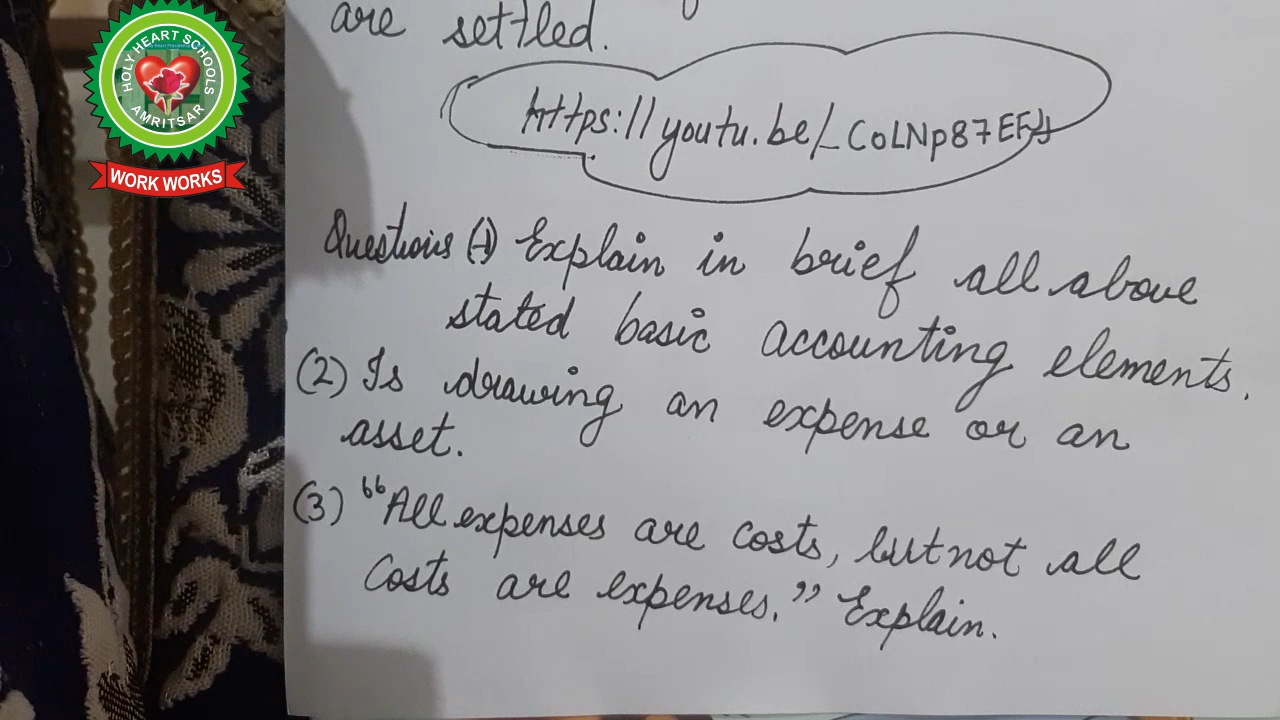 HOLY HEART SCHOOLS
AMRITSAR
WORK WORKS
are settled.
https://youtu.be/_CoLNp87EF4
Questions (1) Explain in brief all above
stated basic accounting elements.
(2) Is drawing an expense or an
asset.
(3) "All expenses are costs, but not all
Costs are expenses." Explain.